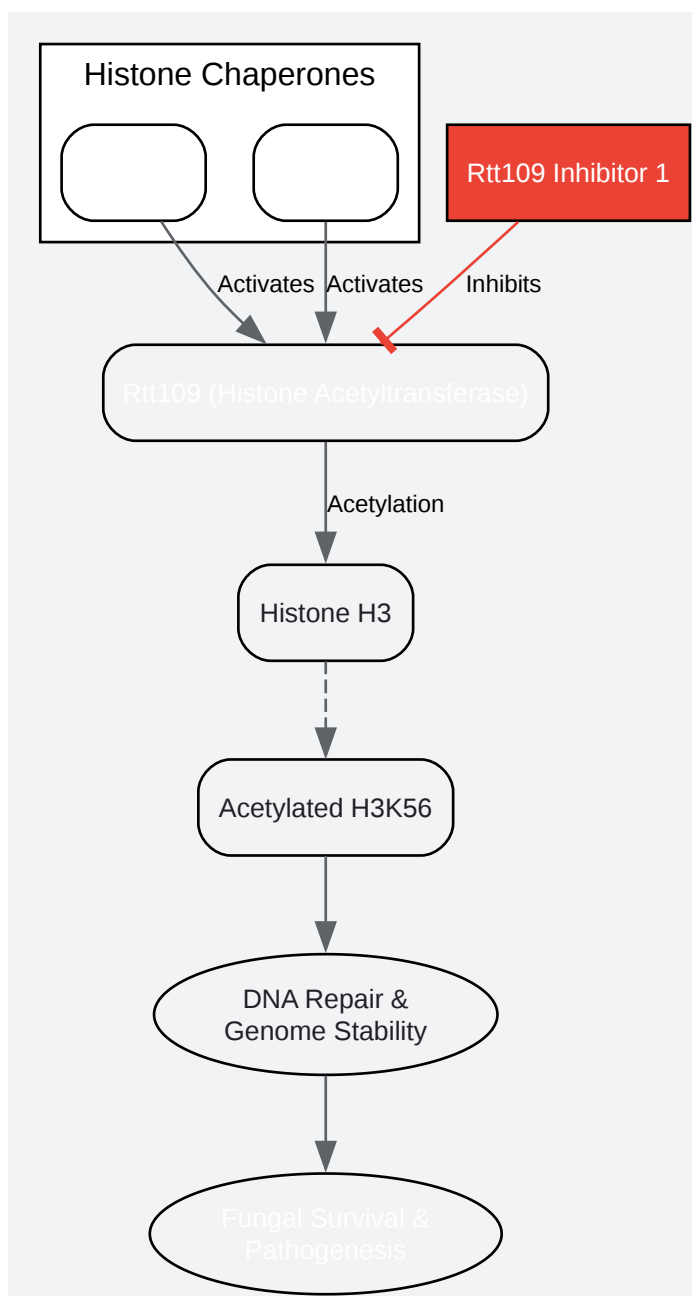 Histone Chaperones
Rtt109 Inhibitor 1
Activates
Activates
Inhibits
Rtt109 (Histone Acetyltransferase)
Acetylation
Histone H3
Acetylated H3K56
DNA Repair &
Genome Stability
Fungal Survival &
Pathogenesis